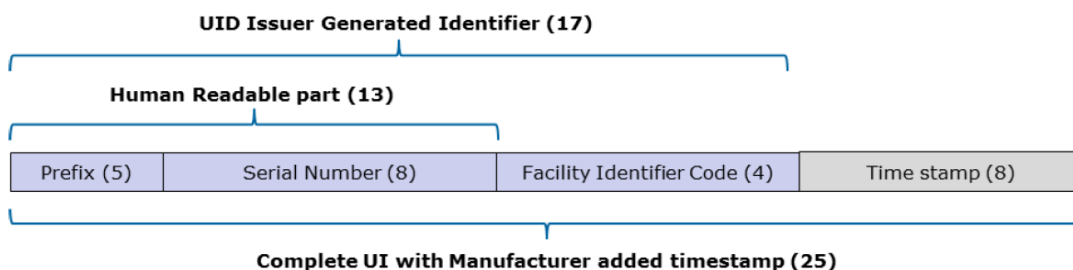 UID Issuer Generated Identifier (17)
Human Readable part (13)
Prefix (5) Serial Number (8) Facility Identifier Code (4) Time stamp (8)
Complete UI with Manufacturer added timestamp (25)